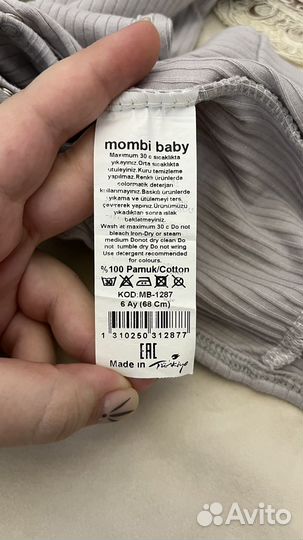 mombi baby
Maximum 30 c sıcaklıkta
yıkayınız.Orta sıcaklıkta
ütüleyiniz.Kuru temizleme
yapılmaz.Renkli ürünlerde
colormatik deterjan
kullanınız.Baskılı ürünlerde
yıkama ve ütülemeyi ters
çevirerek yapınız.Ürünümüzü
yıkadıktan sonra ıslak
olarak bekletmeyiniz.
Wash at maximum 30 c Do not
bleach Iron-Dry or steam
medium Donot dry clean Do
not tumble Do not wring
Use detergent recommended
for colours.
%100 Pamuk/Cotton
KOD:MB-1287
6 Ay (68 Cm)
1 310250 312877
EAC
Made in Türkiye
Avito